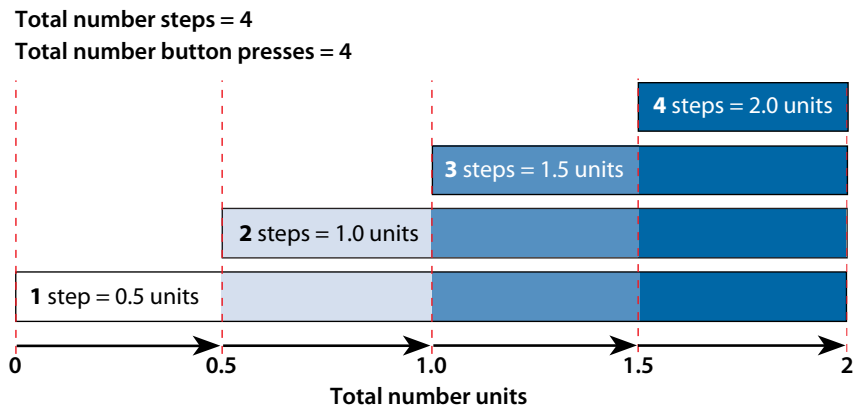 Total number steps = 4
Total number button presses = 4
4 steps = 2.0 units
3 steps = 1.5 units
2 steps = 1.0 units
1 step = 0.5 units
0 0.5 1.0 1.5 2
Total number units